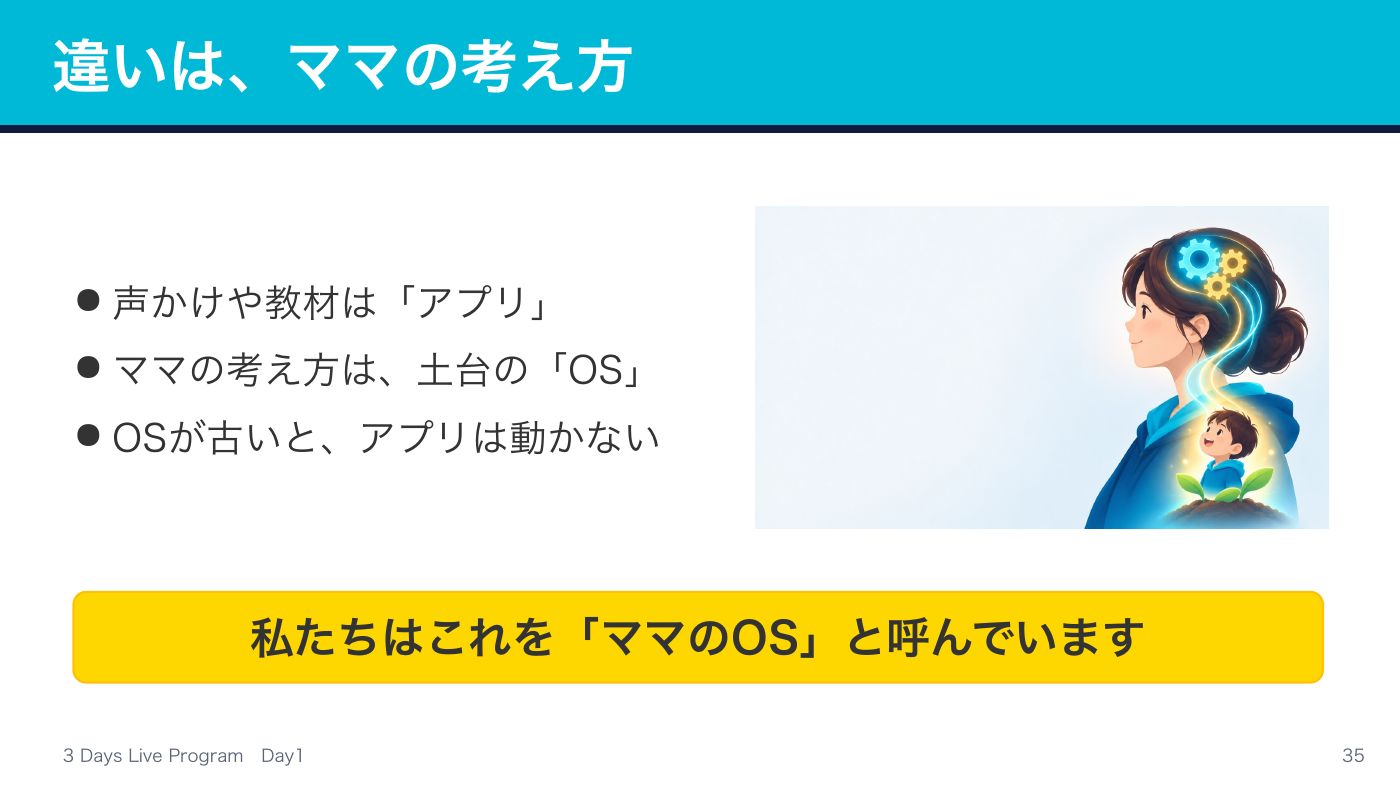 違いは、ママの考え方
● 声かけや教材は「アプリ」
● ママの考え方は、土台の「OS」
● OSが古いと、アプリは動かない
私たちはこれを「ママのOS」と呼んでいます
3 Days Live Program　Day1
35